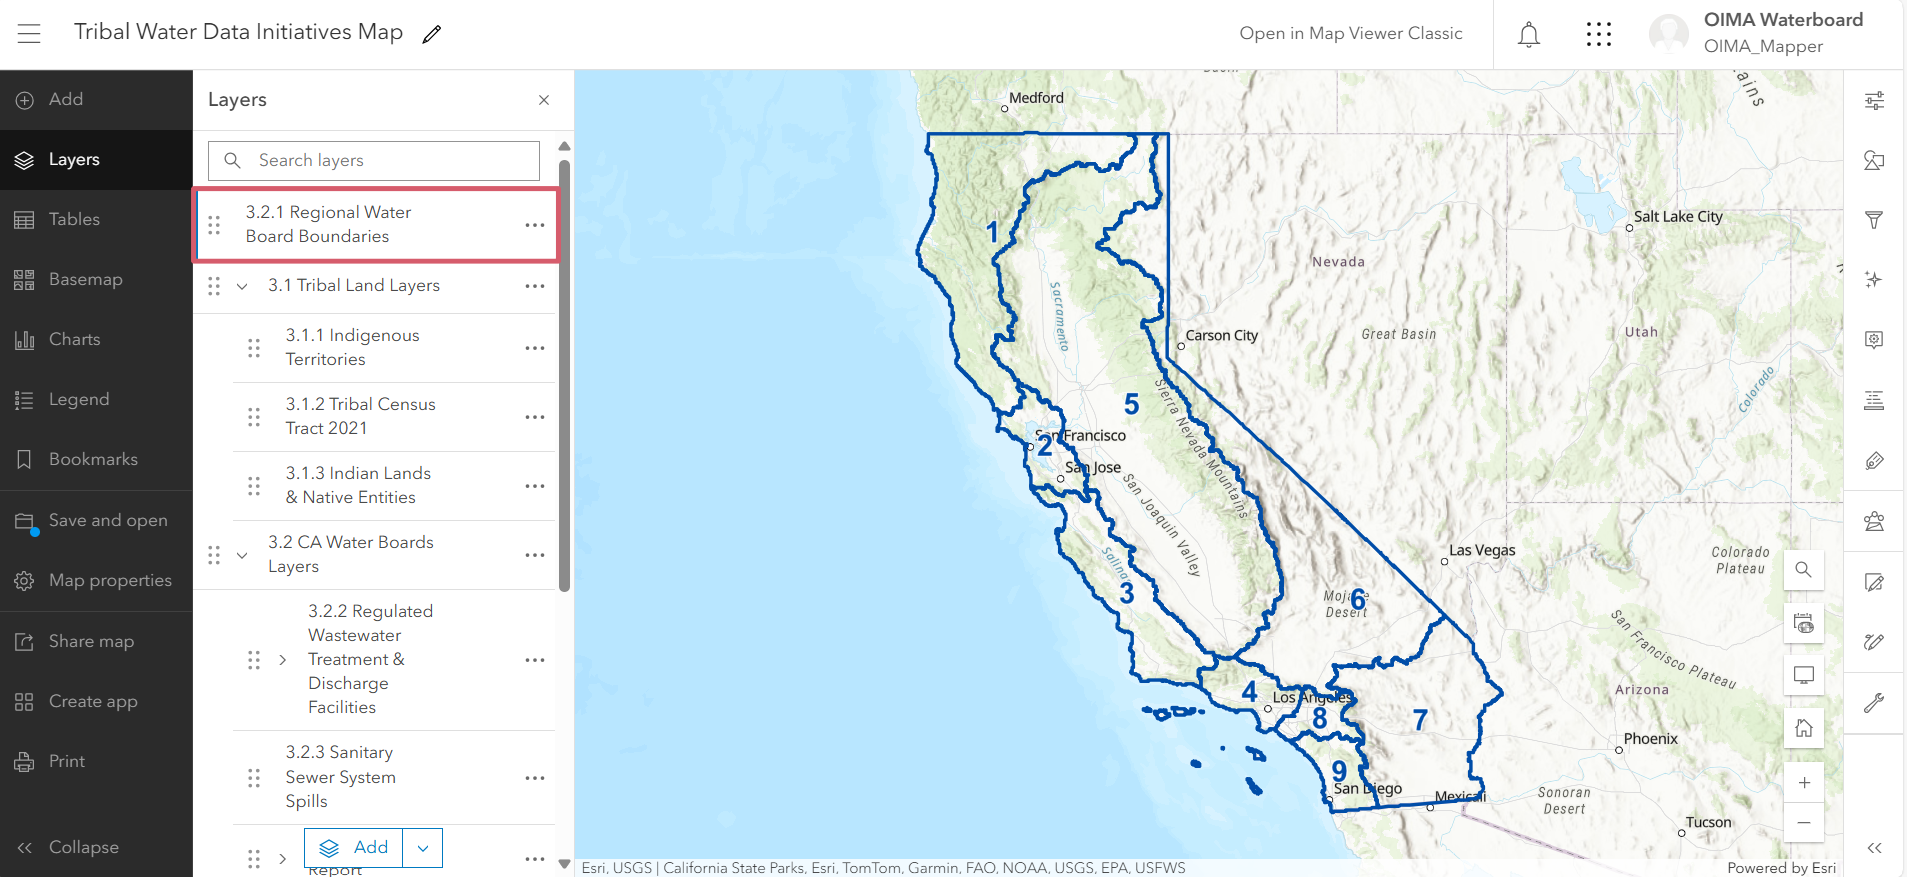 Tribal Water Data Initiatives Map
Open in Map Viewer Classic
OIMA Waterboard
OIMA_Mapper
Add
Layers
Tables
Basemap
Charts
Legend
Bookmarks
Save and open
Map properties
Share map
Create app
Print
Collapse
Layers
Search layers
3.2.1 Regional Water
Board Boundaries
3.1 Tribal Land Layers
3.1.1 Indigenous
Territories
3.1.2 Tribal Census
Tract 2021
3.1.3 Indian Lands
& Native Entities
3.2 CA Water Boards
Layers
3.2.2 Regulated
Wastewater
Treatment &
Discharge
Facilities
3.2.3 Sanitary
Sewer System
Spills
Add
Report
Medford
1
Sacramento
Salt Lake City
Nevada
Carson City
Great Basin
Utah
Colorado
5
Sierra Nevada Mountains
San Francisco
2
San Jose
San Joaquin Valley
Salinas
3
Las Vegas
Colorado
Plateau
Mojave
Desert
6
San Francisco Plateau
Arizona
4
Los Angeles
8
7
Phoenix
9
San Diego
Mexicali
Sonoran
Desert
Tucson
Esri, USGS | California State Parks, Esri, TomTom, Garmin, FAO, NOAA, USGS, EPA, USFWS
Powered by Esri